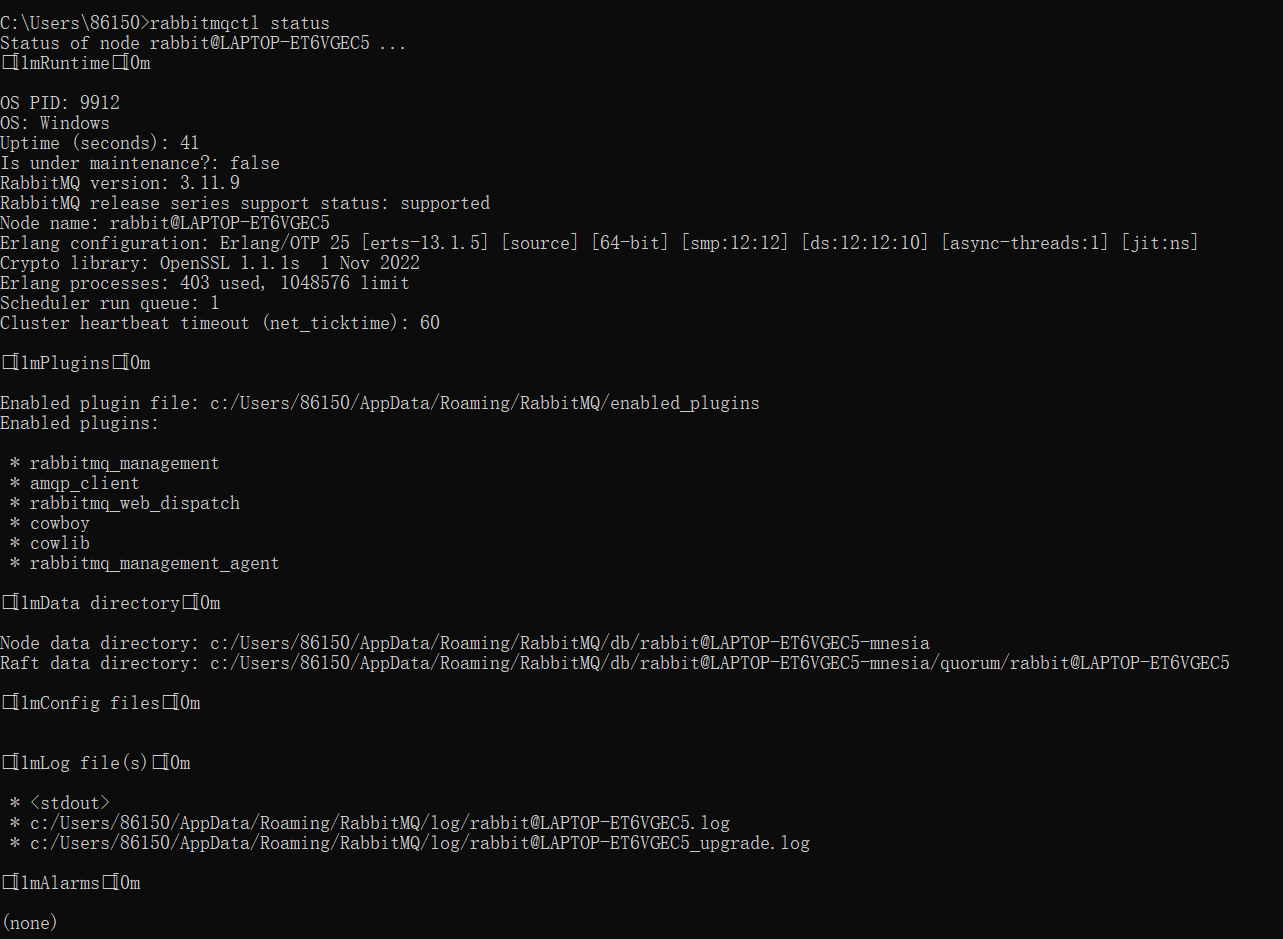 C:\Users\86150>rabbitmqctl status
Status of node rabbit@LAPTOP-ET6VGEC5 ...
□[1mRuntime□[0m
OS PID: 9912
OS: Windows
Uptime (seconds): 41
Is under maintenance?: false
RabbitMQ version: 3.11.9
RabbitMQ release series support status: supported
Node name: rabbit@LAPTOP-ET6VGEC5
Erlang configuration: Erlang/OTP 25 [erts-13.1.5] [source] [64-bit] [smp:12:12] [ds:12:12:10] [async-threads:1] [jit:ns]
Crypto library: OpenSSL 1.1.1s  1 Nov 2022
Erlang processes: 403 used, 1048576 limit
Scheduler run queue: 1
Cluster heartbeat timeout (net_ticktime): 60
□[1mPlugins□[0m
Enabled plugin file: c:/Users/86150/AppData/Roaming/RabbitMQ/enabled_plugins
Enabled plugins:
* rabbitmq_management
* amqp_client
* rabbitmq_web_dispatch
* cowboy
* cowlib
* rabbitmq_management_agent
□[1mData directory□[0m
Node data directory: c:/Users/86150/AppData/Roaming/RabbitMQ/db/rabbit@LAPTOP-ET6VGEC5-mnesia
Raft data directory: c:/Users/86150/AppData/Roaming/RabbitMQ/db/rabbit@LAPTOP-ET6VGEC5-mnesia/quorum/rabbit@LAPTOP-ET6VGEC5
□[1mConfig files□[0m
□[1mLog file(s)□[0m
* <stdout>
* c:/Users/86150/AppData/Roaming/RabbitMQ/log/rabbit@LAPTOP-ET6VGEC5.log
* c:/Users/86150/AppData/Roaming/RabbitMQ/log/rabbit@LAPTOP-ET6VGEC5_upgrade.log
□[1mAlarms□[0m
(none)